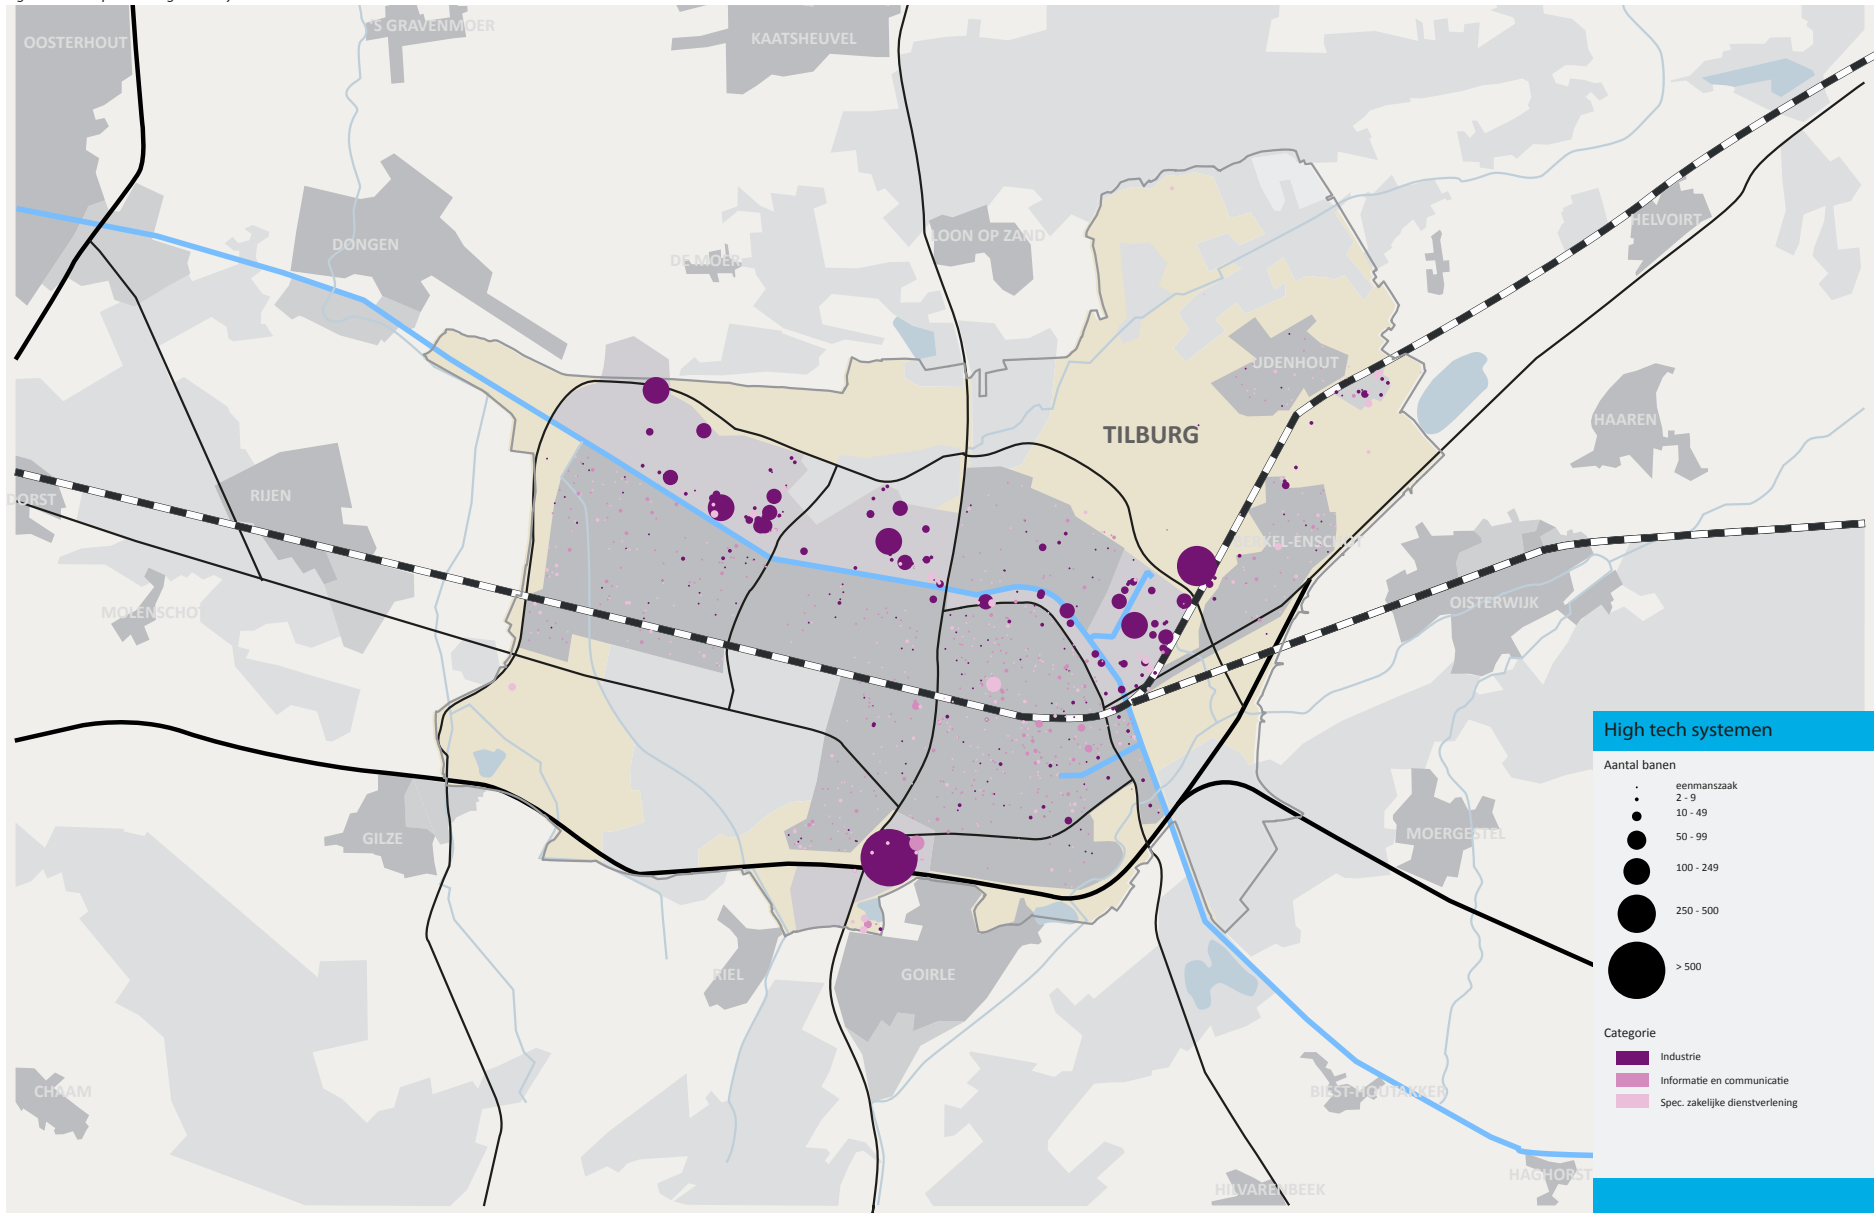 OOSTERHOUT
'S GRAVENMOER
KAATSHEUVEL
DONGEN
DE MOER
LOON OP ZAND
HELVOIRT
UDENHOUT
TILBURG
HAAREN
DORST
RIJEN
BERKEL-ENSCHOT
MOLENSCHOT
OISTERWIJK
GILZE
MOERGESTEL
RIEL
GOIRLE
CHAAM
BIEST-HOUTAKKER
HILVARENBEEK
HAGHORST
High tech systemen
Aantal banen
eenmanszaak
2 - 9
10 - 49
50 - 99
100 - 249
250 - 500
> 500
Categorie
Industrie
Informatie en communicatie
Spec. zakelijke dienstverlening